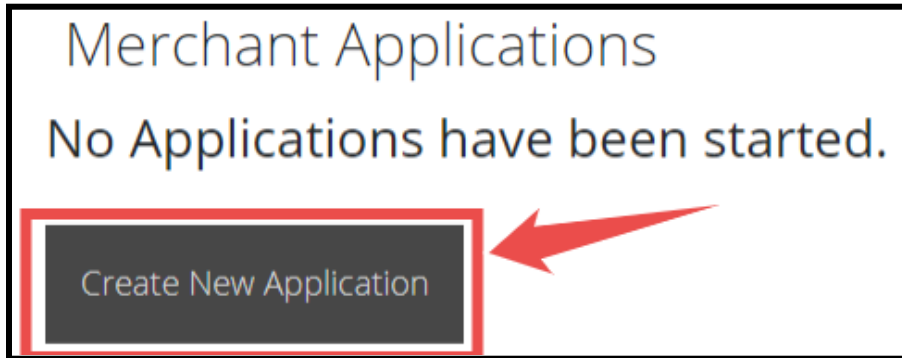 Merchant Applications
No Applications have been started.
Create New Application